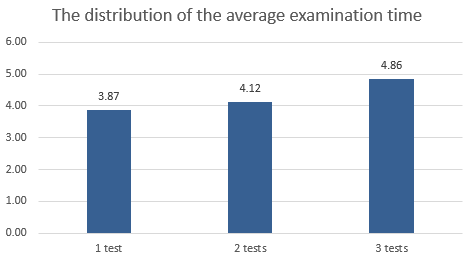 The distribution of the average examination time
6.00
5.00
4.00
3.00
2.00
1.00
0.00
3.87
4.12
4.86
1 test
2 tests
3 tests